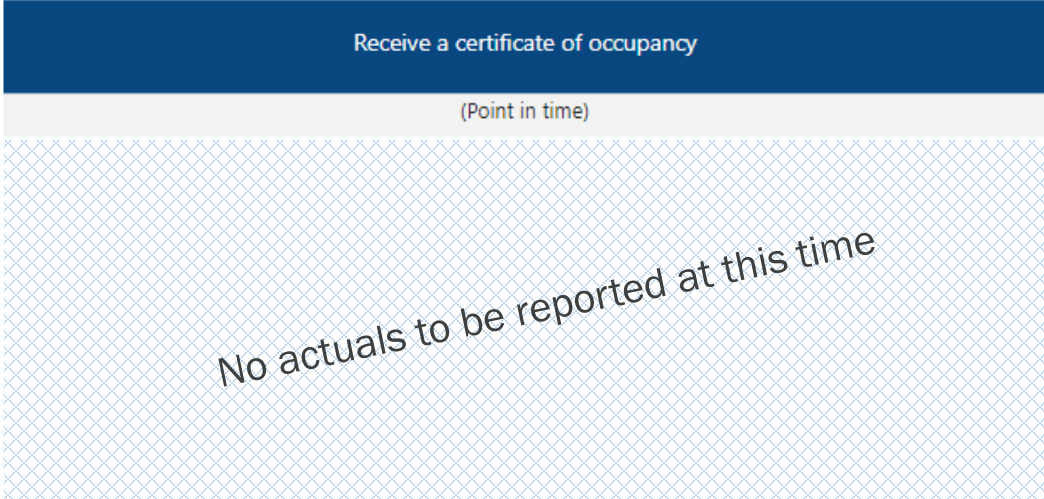 Receive a certificate of occupancy
(Point in time)
No actuals to be reported at this time